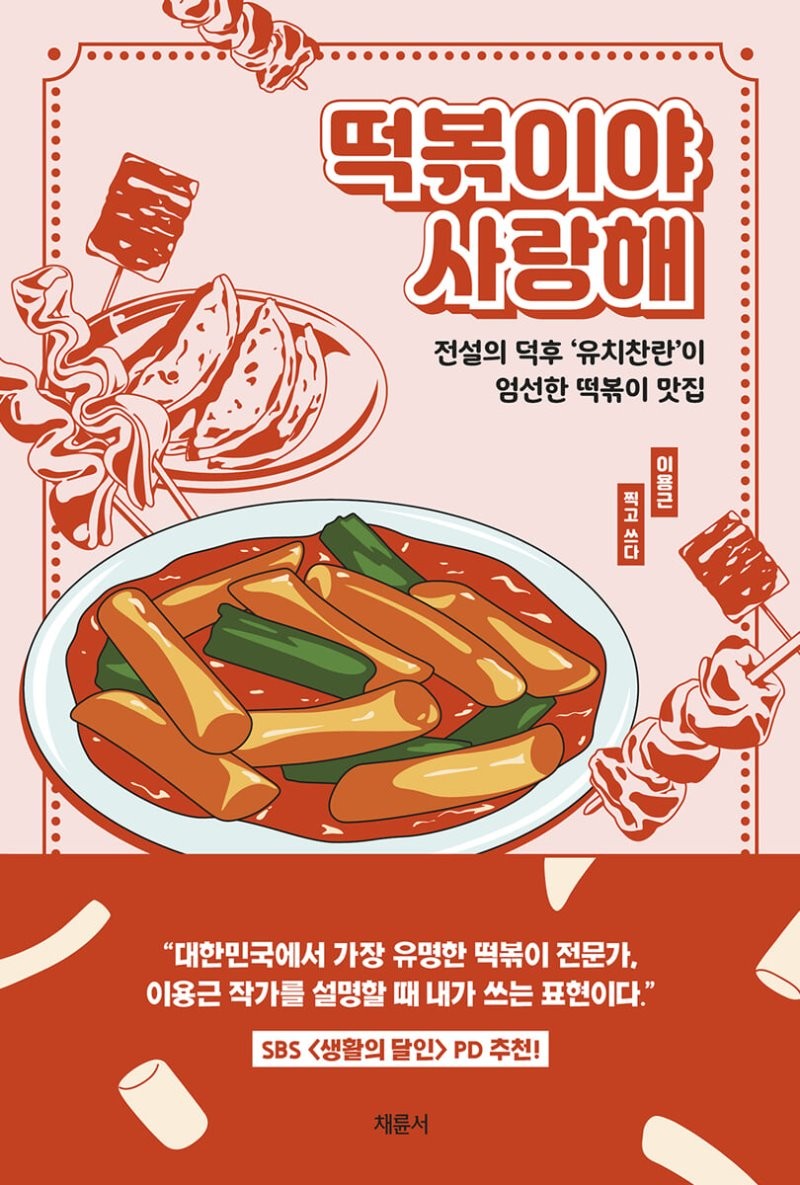 떡볶이야
사랑해
전설의 덕후 ‘유치찬란’이
엄선한 떡볶이 맛집
이용근
찍고 쓰다
“대한민국에서 가장 유명한 떡볶이 전문가,
이용근 작가를 설명할 때 내가 쓰는 표현이다.”
SBS <생활의 달인> PD 추천!
채륜서